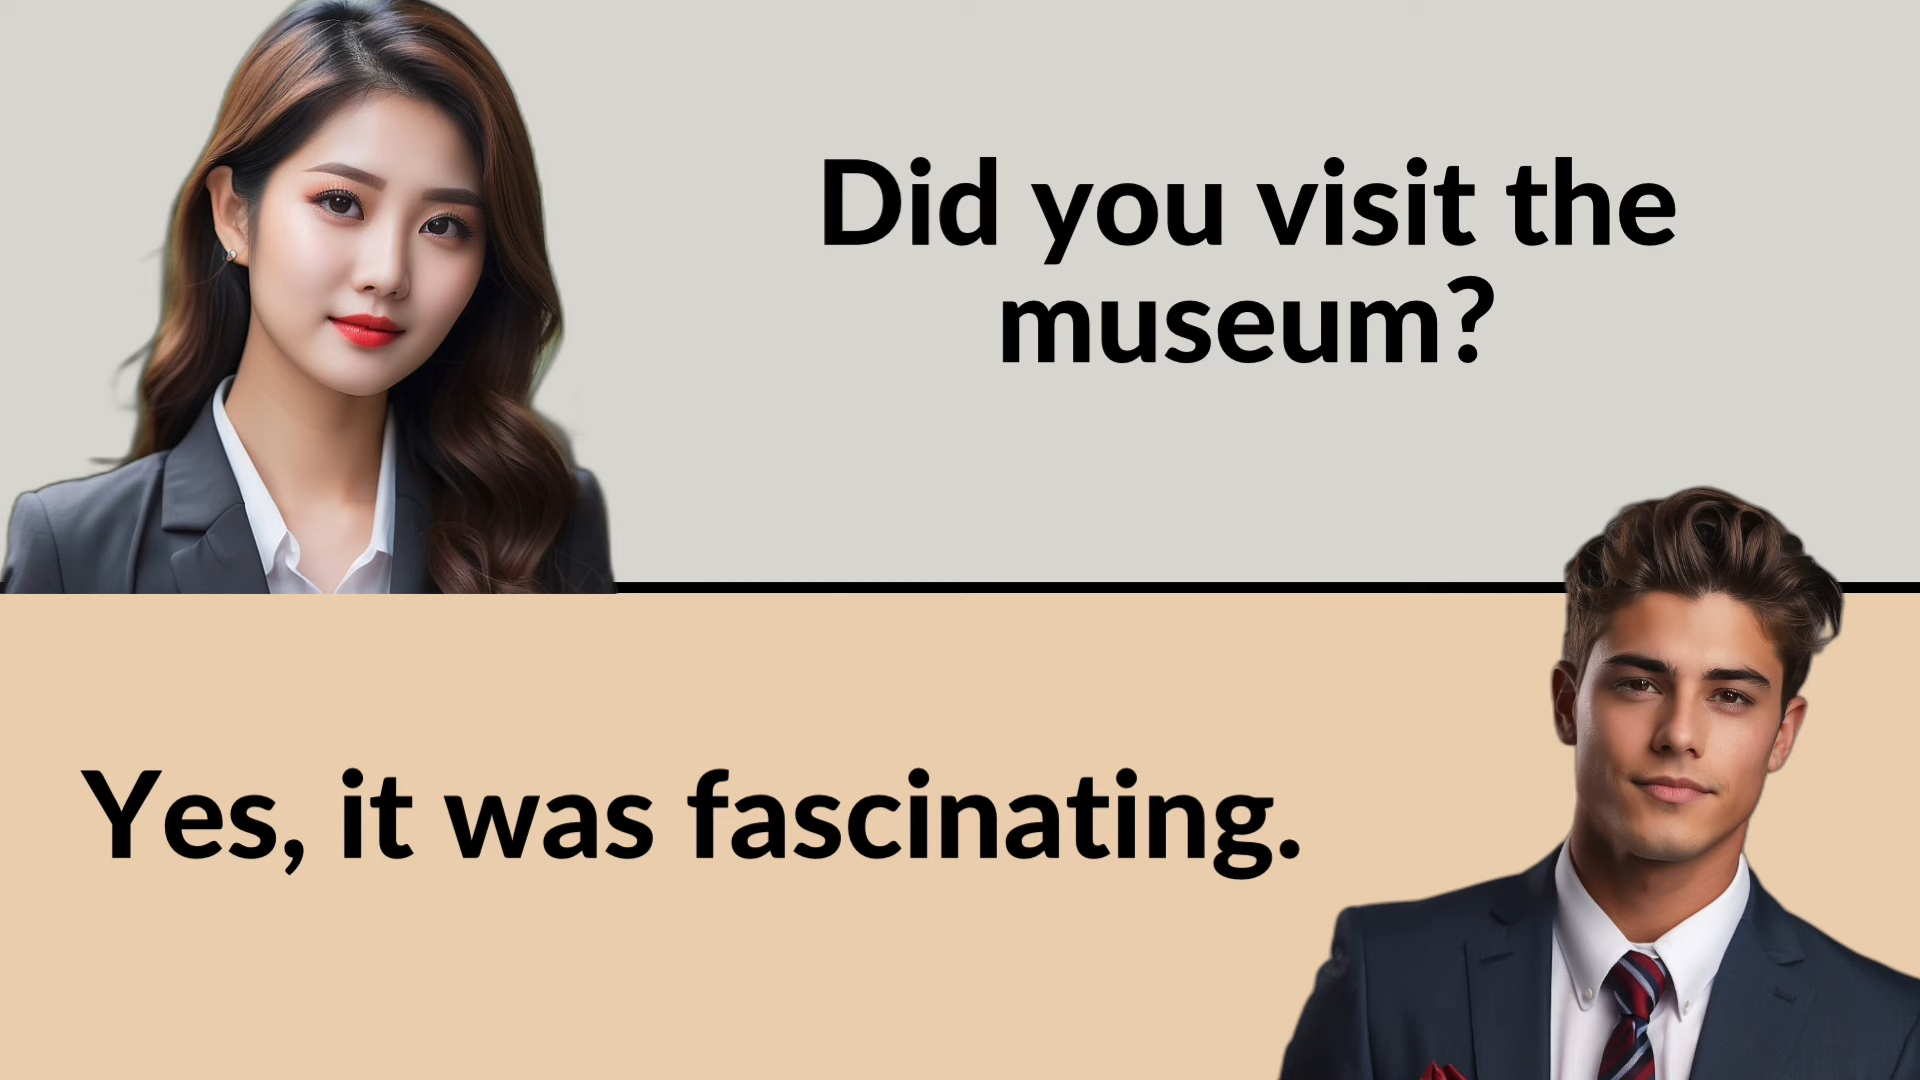 Did you visit the
museum?
Yes, it was fascinating.